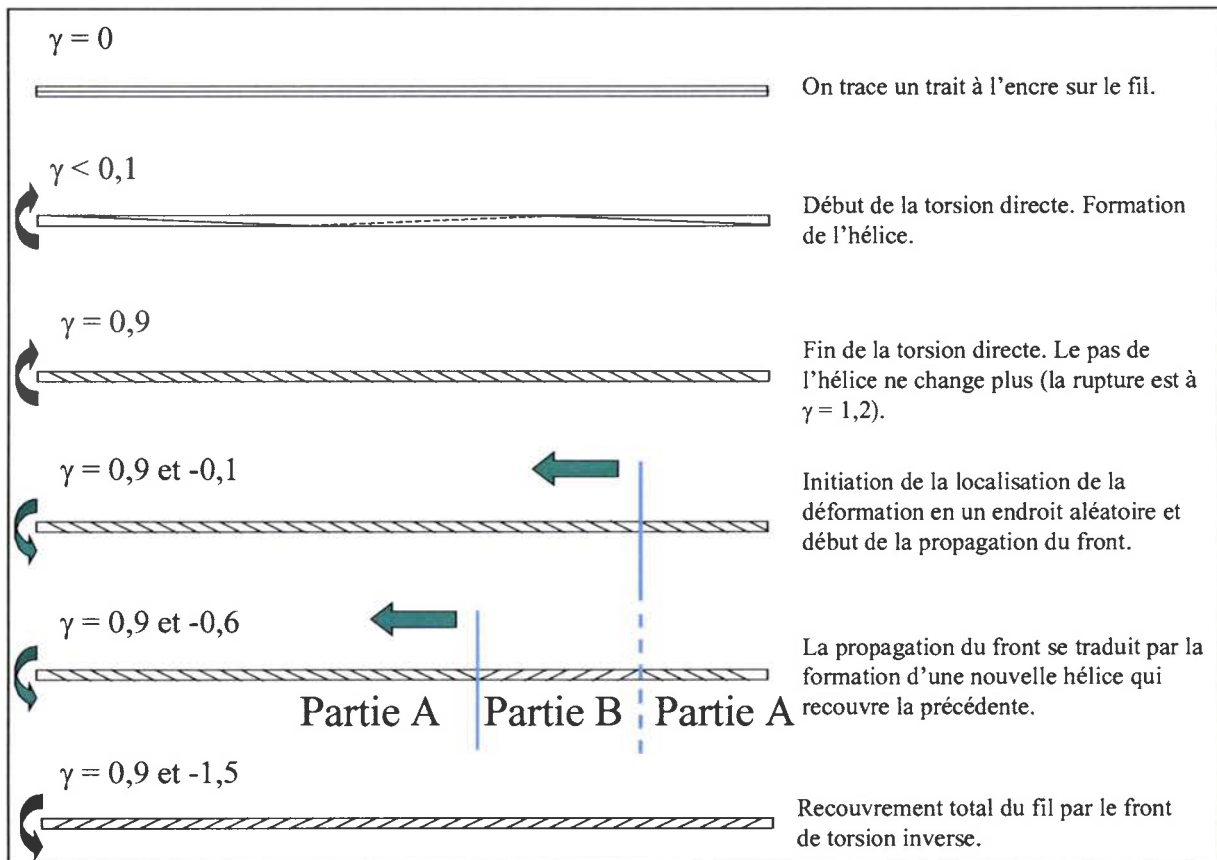 γ = 0
On trace un trait à l'encre sur le fil.
γ < 0,1
Début de la torsion directe. Formation
de l'hélice.
γ = 0,9
Fin de la torsion directe. Le pas de
l'hélice ne change plus (la rupture est à
γ = 1,2).
γ = 0,9 et -0,1
Initiation de la localisation de la
déformation en un endroit aléatoire et
début de la propagation du front.
γ = 0,9 et -0,6
La propagation du front se traduit par la
formation d'une nouvelle hélice qui
recouvre la précédente.
Partie A Partie B Partie A
γ = 0,9 et -1,5
Recouvrement total du fil par le front
de torsion inverse.